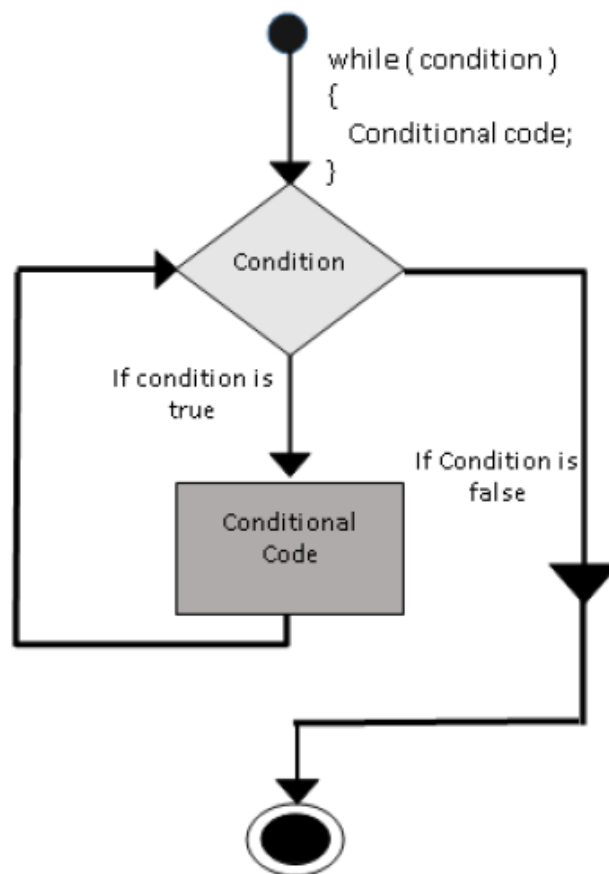 while ( condition )
{
Conditional code;
}
Condition
If condition is
true
If Condition is
false
Conditional
Code